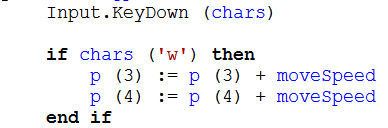 Input.KeyDown (chars)
if chars ('w') then
p (3) := p (3) + moveSpeed
p (4) := p (4) + moveSpeed
end if